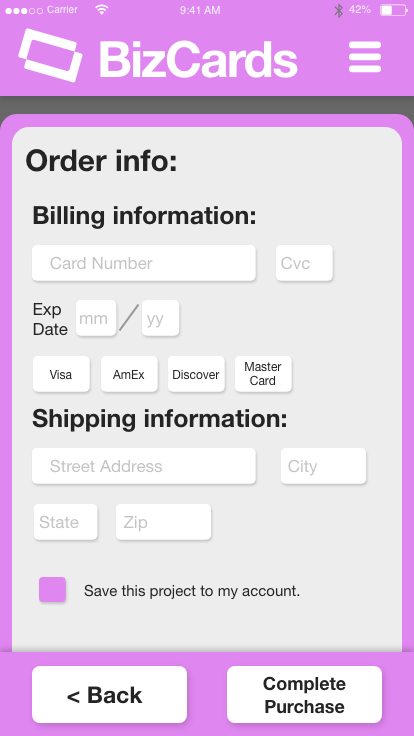 Carrier 9:41 AM 42%
BizCards
Order info:
Billing information:
Card Number Cvc
Exp
Date mm / yy
Visa AmEx Discover Master
Card
Shipping information:
Street Address City
State Zip
Save this project to my account.
< Back Complete
Purchase